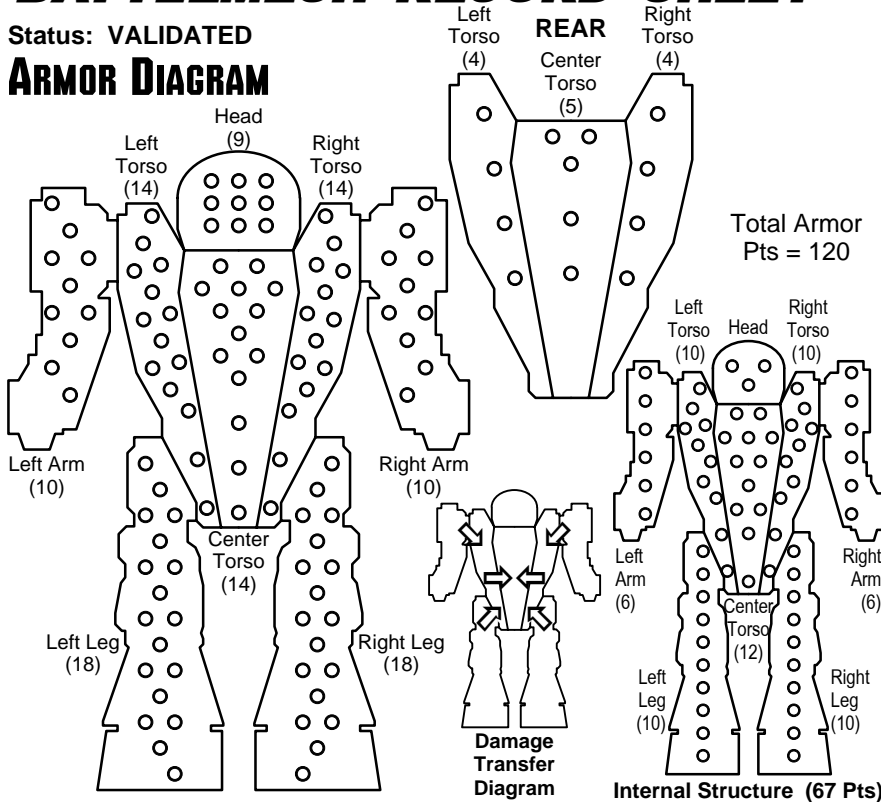 BATTLEMECH RECORD SHEET
Status: VALIDATED
ARMOR DIAGRAM
Head
(9)
Left
Torso
(14)
Right
Torso
(14)
Left Arm
(10)
Right Arm
(10)
Center
Torso
(14)
Left Leg
(18)
Right Leg
(18)
REAR
Left
Torso
(4)
Center
Torso
(5)
Right
Torso
(4)
Total Armor
Pts = 120
Damage
Transfer
Diagram
Left
Torso
(10)
Head
Right
Torso
(10)
Left
Arm
(6)
Right
Arm
(6)
Center
Torso
(12)
Left
Leg
(10)
Right
Leg
(10)
Internal Structure (67 Pts)